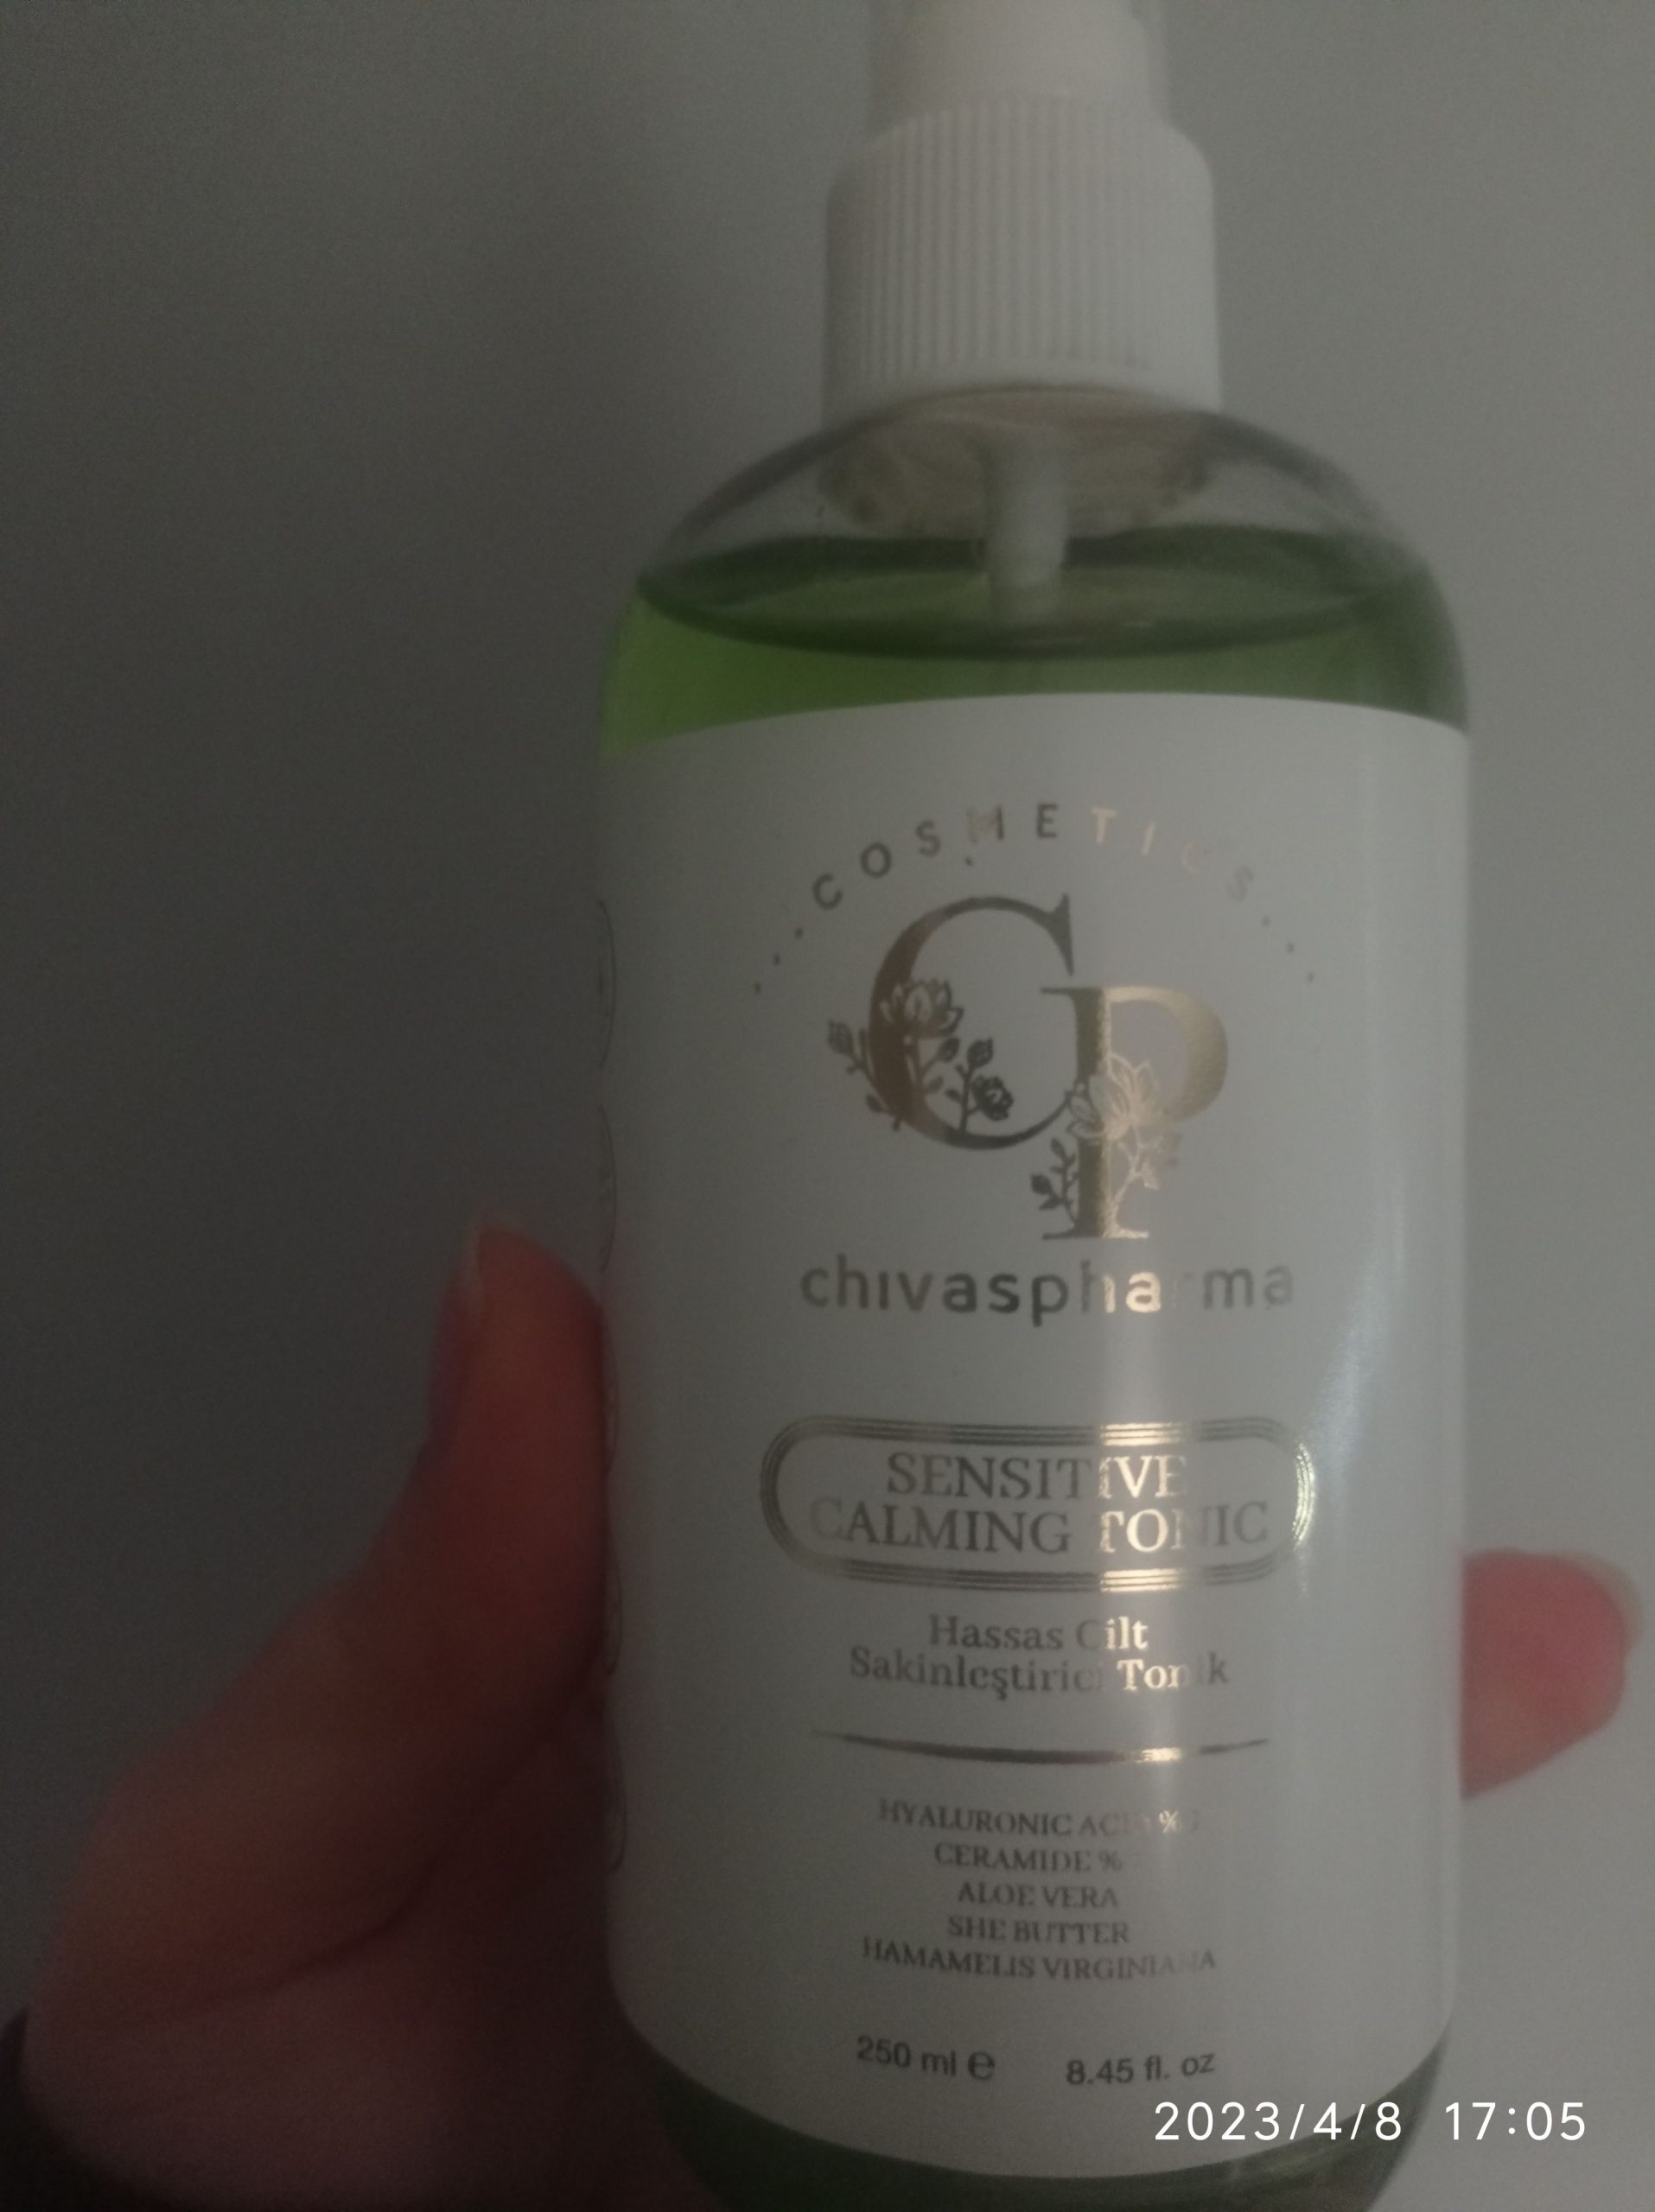 COSMETICS
CP
chivaspharma
SENSITIVE
CALMING TONIC
Hassas Cilt
Sakinleştirici Tonik
HYALURONIC ACID
CERAMIDE %
ALOE VERA
SHE BUTTER
HAMAMELIS VIRGINIANA
250 ml ℮ 8.45 fl. oz
2023/4/8 17:05